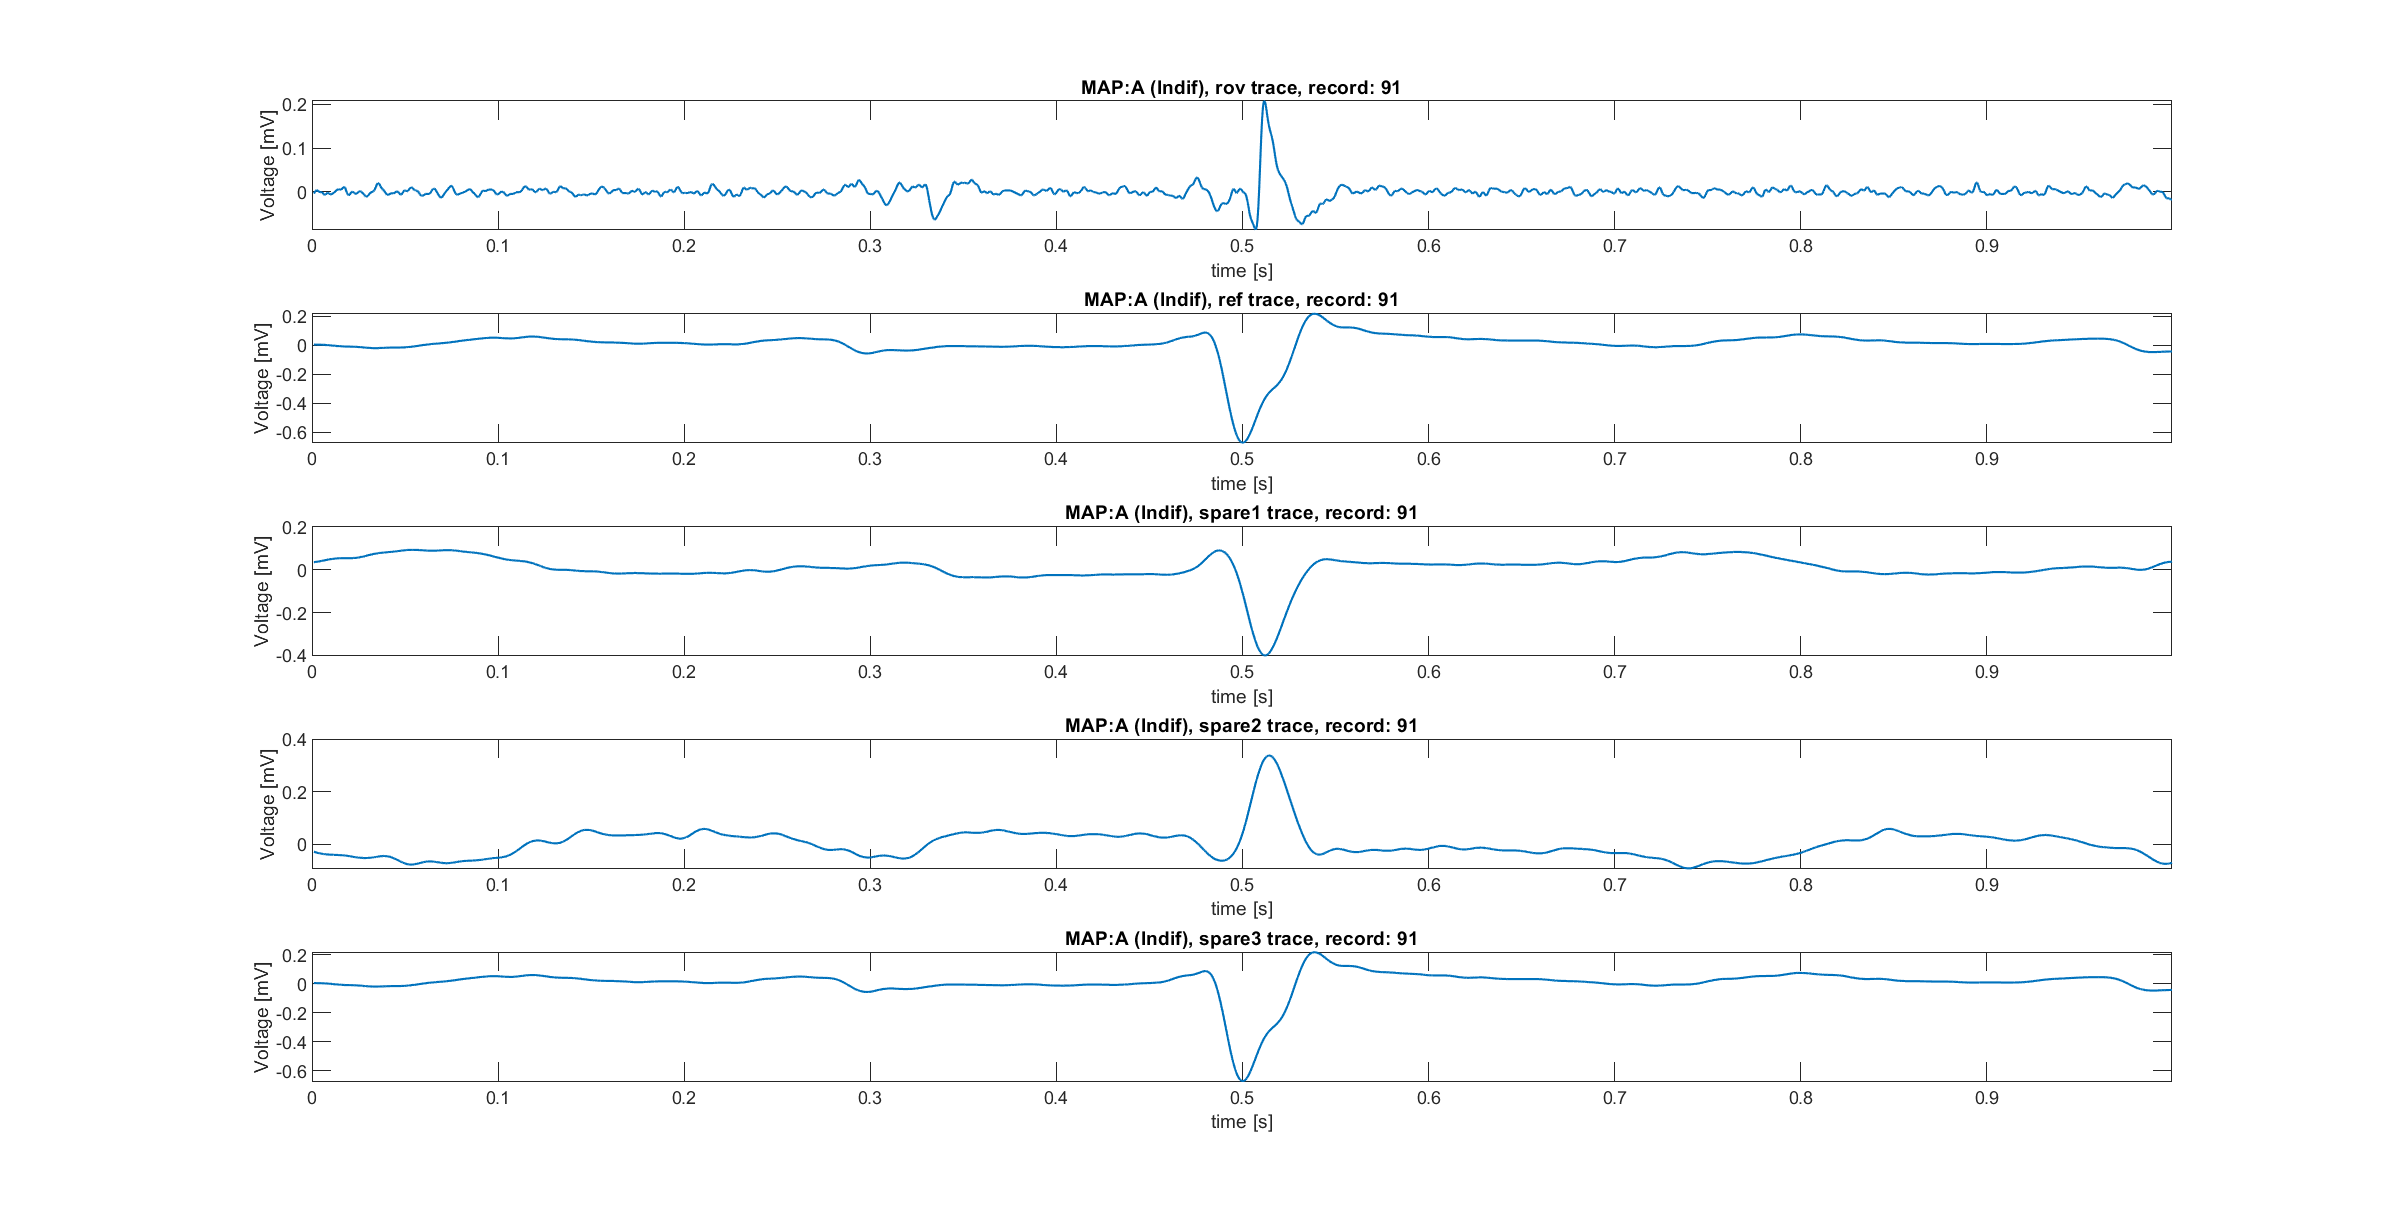 MAP:A (Indif), rov trace, record: 91
Voltage [mV]
0.2
0.1
0
0 0.1 0.2 0.3 0.4 0.5 0.6 0.7 0.8 0.9
time [s]
MAP:A (Indif), ref trace, record: 91
Voltage [mV]
0.2
0
-0.2
-0.4
-0.6
0 0.1 0.2 0.3 0.4 0.5 0.6 0.7 0.8 0.9
time [s]
MAP:A (Indif), spare1 trace, record: 91
Voltage [mV]
0.2
0
-0.2
-0.4
0 0.1 0.2 0.3 0.4 0.5 0.6 0.7 0.8 0.9
time [s]
MAP:A (Indif), spare2 trace, record: 91
Voltage [mV]
0.4
0.2
0
0 0.1 0.2 0.3 0.4 0.5 0.6 0.7 0.8 0.9
time [s]
MAP:A (Indif), spare3 trace, record: 91
Voltage [mV]
0.2
0
-0.2
-0.4
-0.6
0 0.1 0.2 0.3 0.4 0.5 0.6 0.7 0.8 0.9
time [s]